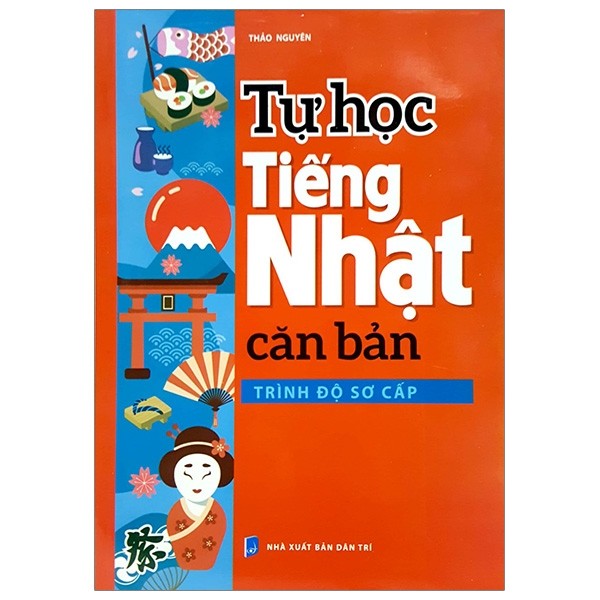 THẢO NGUYÊN
Tự học
Tiếng
Nhật
căn bản
TRÌNH ĐỘ SƠ CẤP
祭
NHÀ XUẤT BẢN DÂN TRÍ